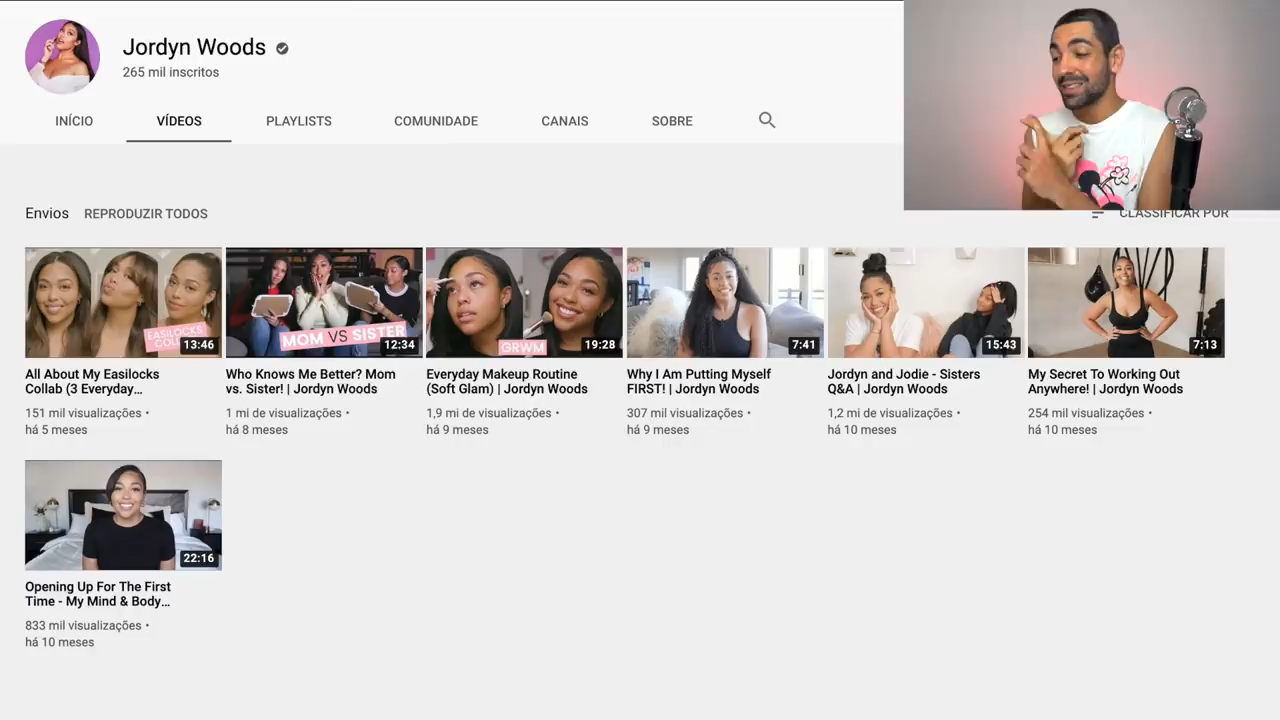 Jordyn Woods
265 mil inscritos
INÍCIO VÍDEOS PLAYLISTS COMUNIDADE CANAIS SOBRE
Envios REPRODUZIR TODOS CLASSIFICAR POR
EASILOCKS
13:46
MOM VS SISTER!
12:34
GRWM
19:28
7:41
15:43
7:13
All About My Easilocks
Collab (3 Everyday…
151 mil visualizações •
há 5 meses
Who Knows Me Better? Mom
vs. Sister! | Jordyn Woods
1 mi de visualizações •
há 8 meses
Everyday Makeup Routine
(Soft Glam) | Jordyn Woods
1,9 mi de visualizações •
há 9 meses
Why I Am Putting Myself
FIRST! | Jordyn Woods
307 mil visualizações •
há 9 meses
Jordyn and Jodie - Sisters
Q&A | Jordyn Woods
1,2 mi de visualizações •
há 10 meses
My Secret To Working Out
Anywhere! | Jordyn Woods
254 mil visualizações •
há 10 meses
22:16
Opening Up For The First
Time - My Mind & Body…
833 mil visualizações •
há 10 meses